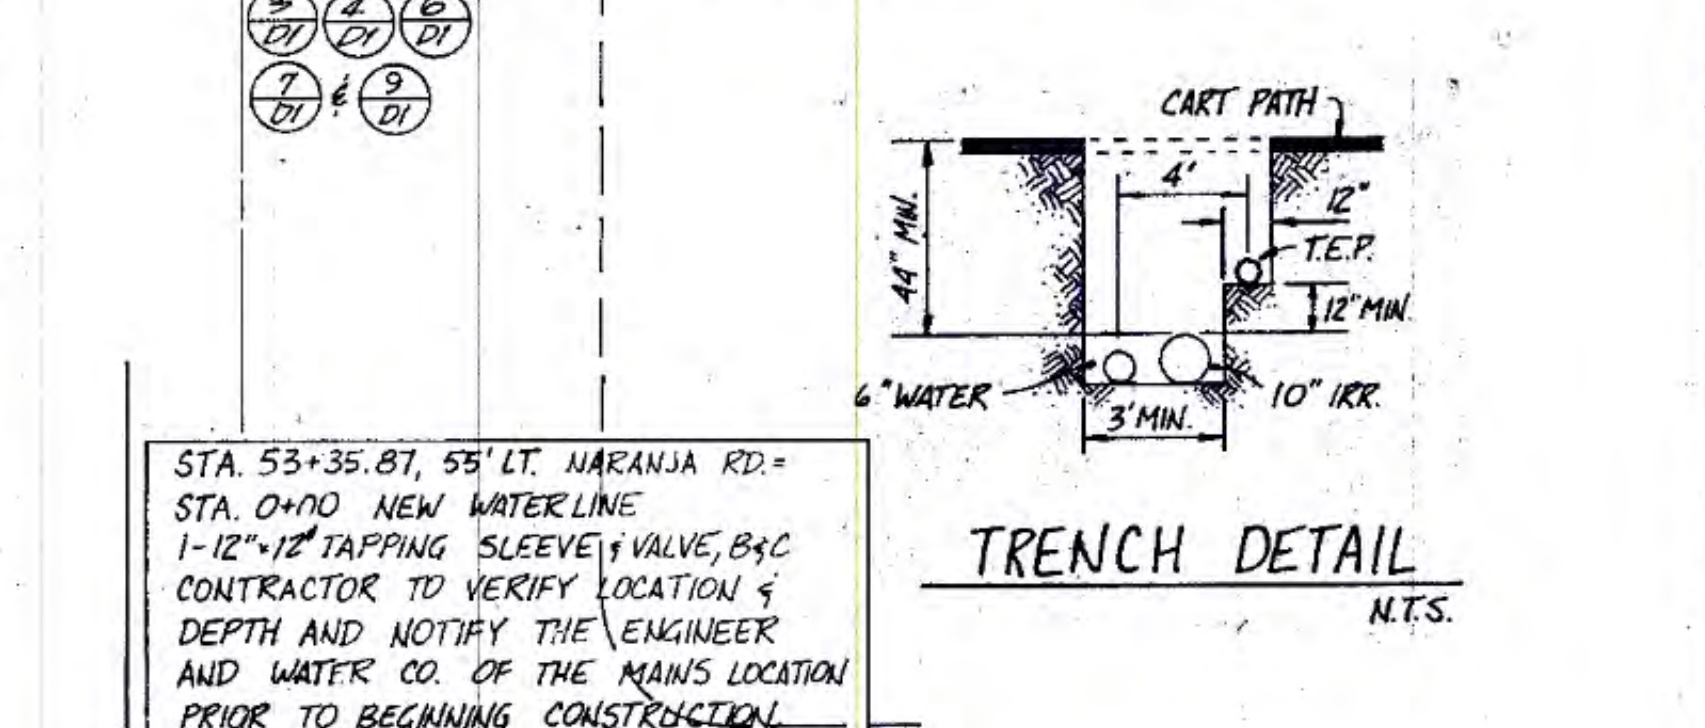 3 4 6
D1 D1 D1
7 & 9
D1 D1
CART PATH
4'
12"
44" MIN.
T.E.P.
12" MIN.
6" WATER
10" IRR.
3' MIN.
TRENCH DETAIL
N.T.S.
STA. 53+35.87, 55' LT. NARANJA RD.=
STA. 0+00 NEW WATERLINE
1-12"x12" TAPPING SLEEVE & VALVE, B&C
CONTRACTOR TO VERIFY LOCATION &
DEPTH AND NOTIFY THE ENGINEER
AND WATER CO. OF THE MAINS LOCATION
PRIOR TO BEGINNING CONSTRUCTION.